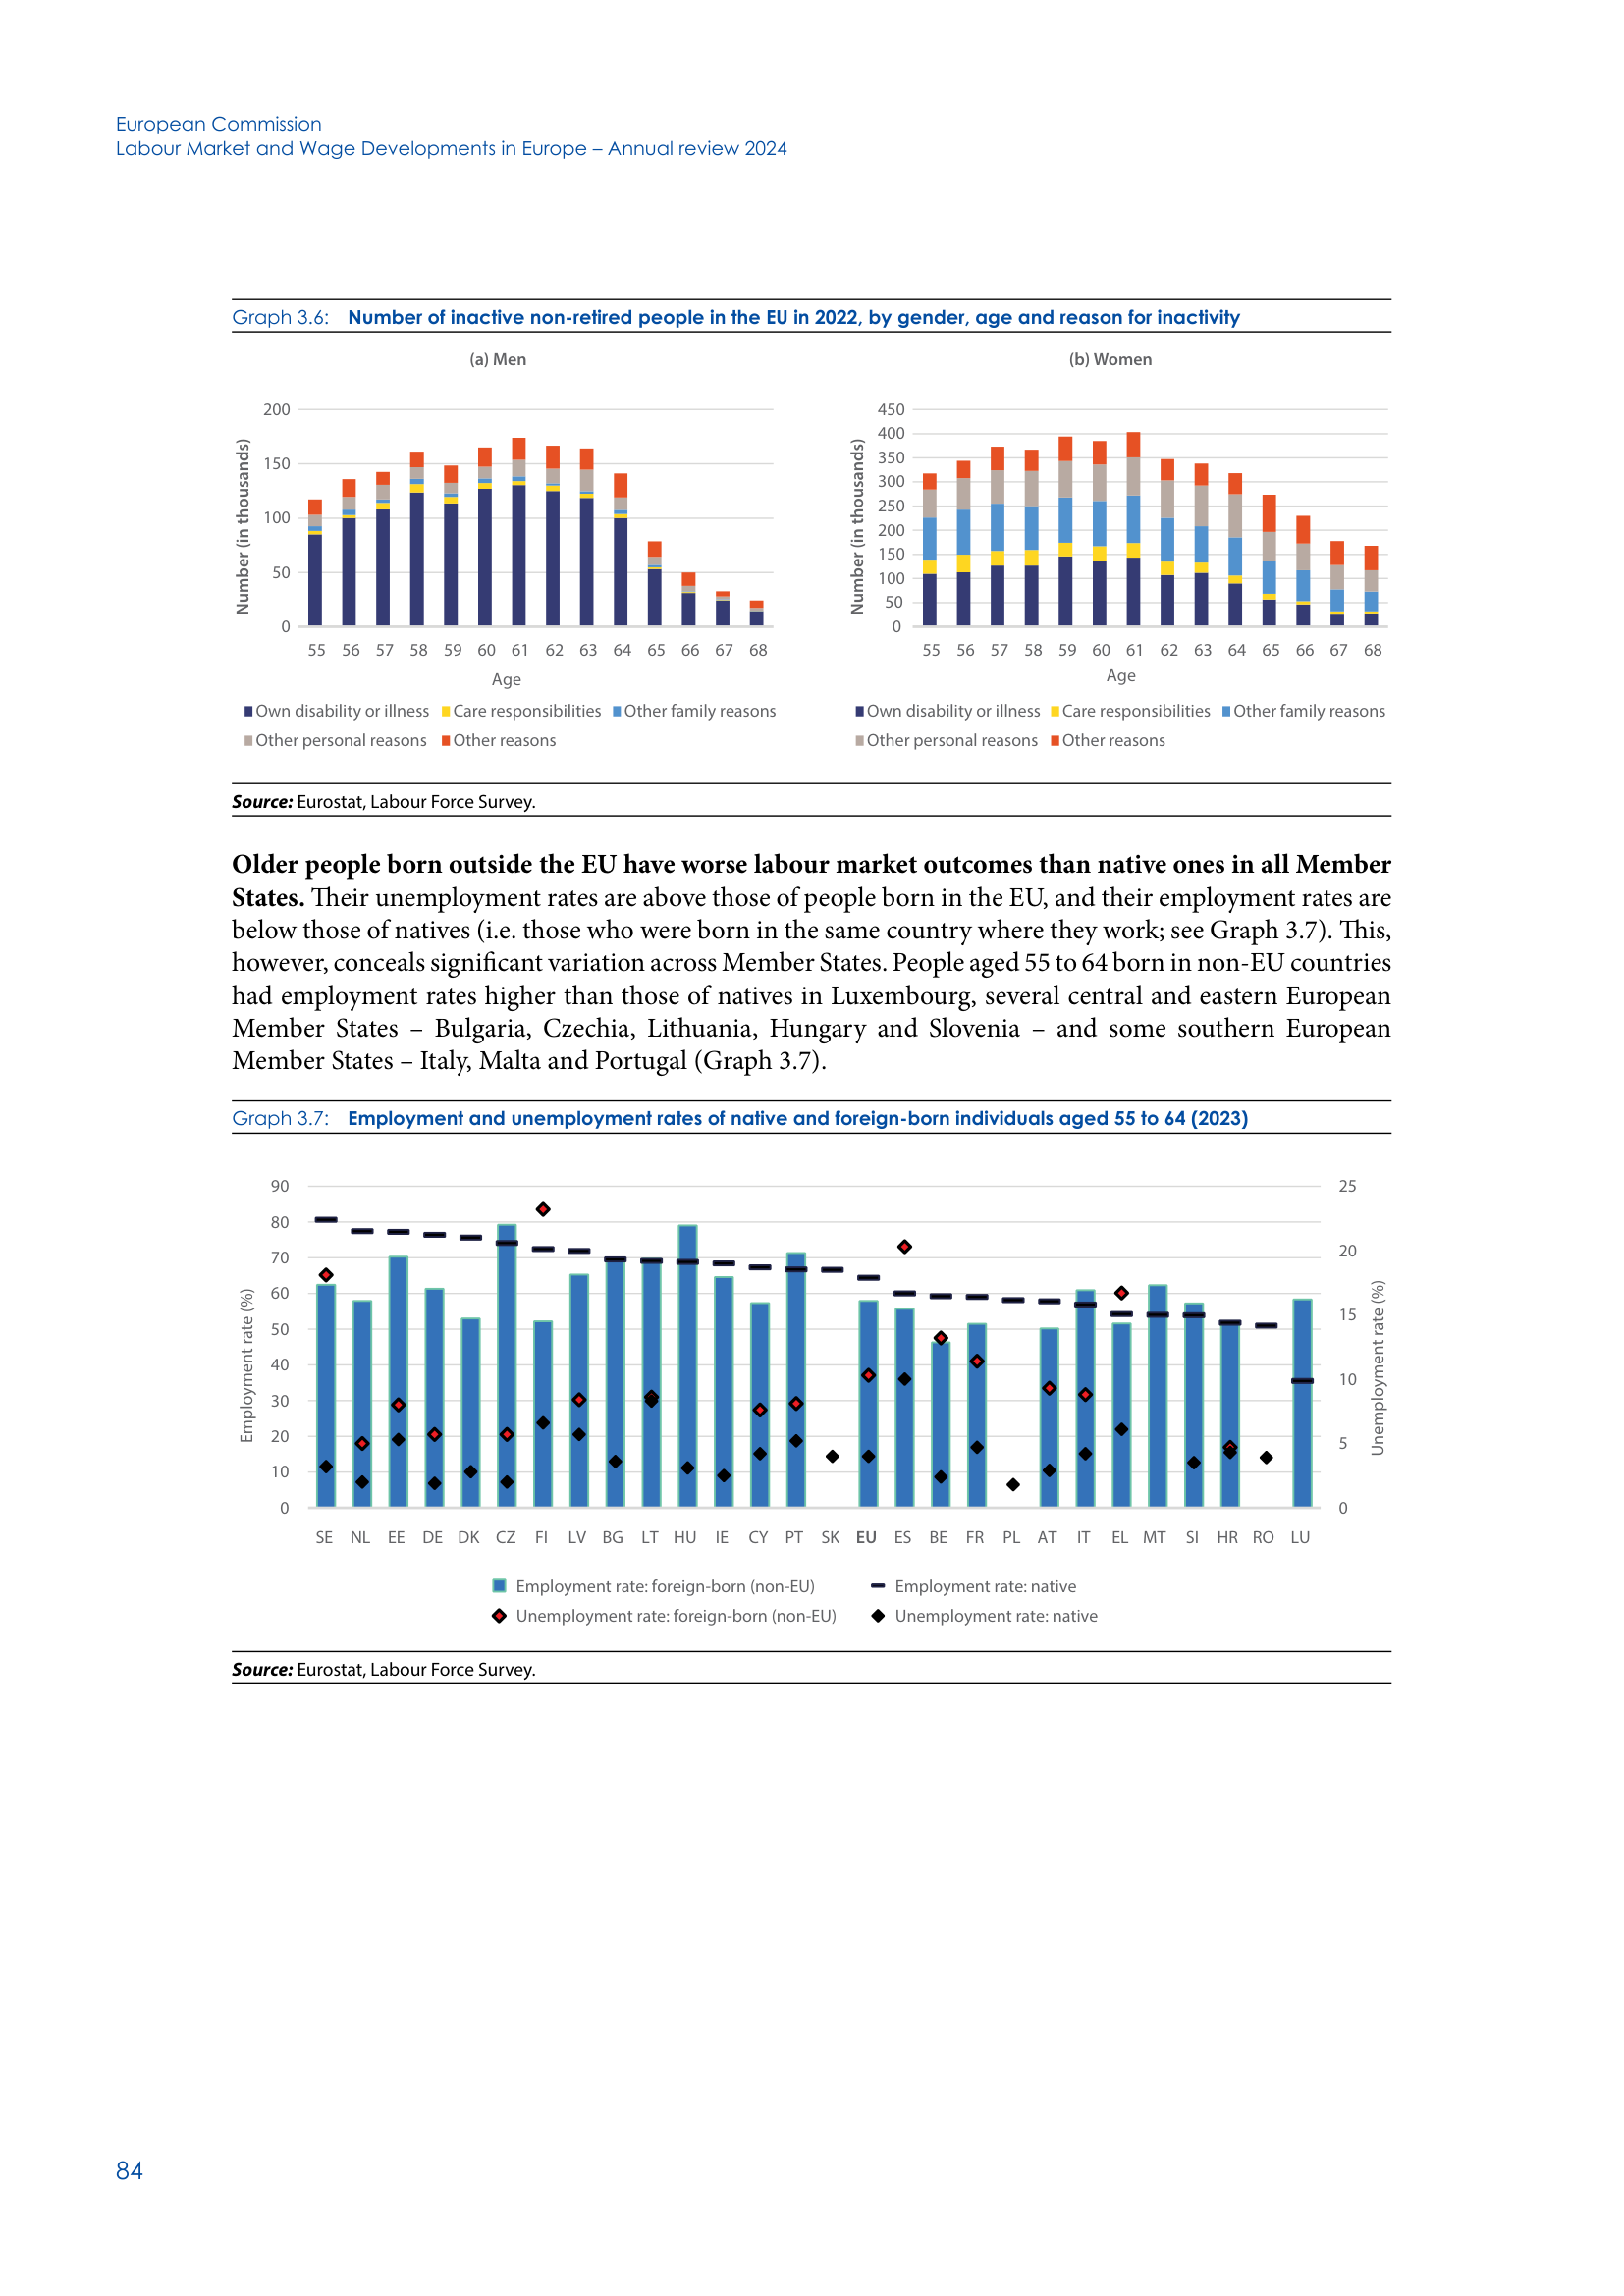 European Commission
Labour Market and Wage Developments in Europe – Annual review 2024
Graph 3.6: Number of inactive non-retired people in the EU in 2022, by gender, age and reason for inactivity
(a) Men
200
150
100
50
0
Number (in thousands)
55 56 57 58 59 60 61 62 63 64 65 66 67 68
Age
Own disability or illness Care responsibilities Other family reasons
Other personal reasons Other reasons
(b) Women
450
400
350
300
250
200
150
100
50
0
Number (in thousands)
55 56 57 58 59 60 61 62 63 64 65 66 67 68
Age
Own disability or illness Care responsibilities Other family reasons
Other personal reasons Other reasons
Source: Eurostat, Labour Force Survey.
Older people born outside the EU have worse labour market outcomes than native ones in all Member
States. Their unemployment rates are above those of people born in the EU, and their employment rates are
below those of natives (i.e. those who were born in the same country where they work; see Graph 3.7). This,
however, conceals significant variation across Member States. People aged 55 to 64 born in non-EU countries
had employment rates higher than those of natives in Luxembourg, several central and eastern European
Member States – Bulgaria, Czechia, Lithuania, Hungary and Slovenia – and some southern European
Member States – Italy, Malta and Portugal (Graph 3.7).
Graph 3.7: Employment and unemployment rates of native and foreign-born individuals aged 55 to 64 (2023)
90
80
70
60
50
40
30
20
10
0
Employment rate (%)
25
20
15
10
5
0
Unemployment rate (%)
SE NL EE DE DK CZ FI LV BG LT HU IE CY PT SK EU ES BE FR PL AT IT EL MT SI HR RO LU
Employment rate: foreign-born (non-EU) Employment rate: native
Unemployment rate: foreign-born (non-EU) Unemployment rate: native
Source: Eurostat, Labour Force Survey.
84